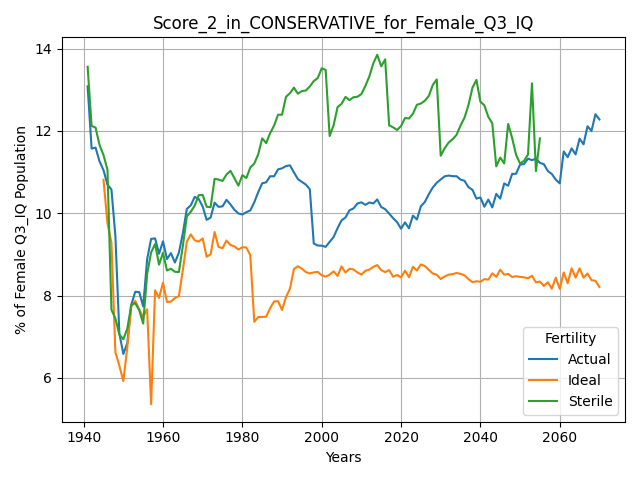 Score_2_in_CONSERVATIVE_for_Female_Q3_IQ
% of Female Q3_IQ Population
14
12
10
8
6
1940 1960 1980 2000 2020 2040 2060
Years
Fertility
Actual
Ideal
Sterile